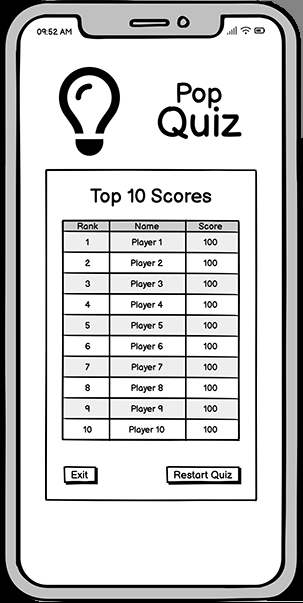 09:52 AM
Pop
Quiz
Top 10 Scores
Rank Name Score
1 Player 1 100
2 Player 2 100
3 Player 3 100
4 Player 4 100
5 Player 5 100
6 Player 6 100
7 Player 7 100
8 Player 8 100
9 Player 9 100
10 Player 10 100
Exit Restart Quiz